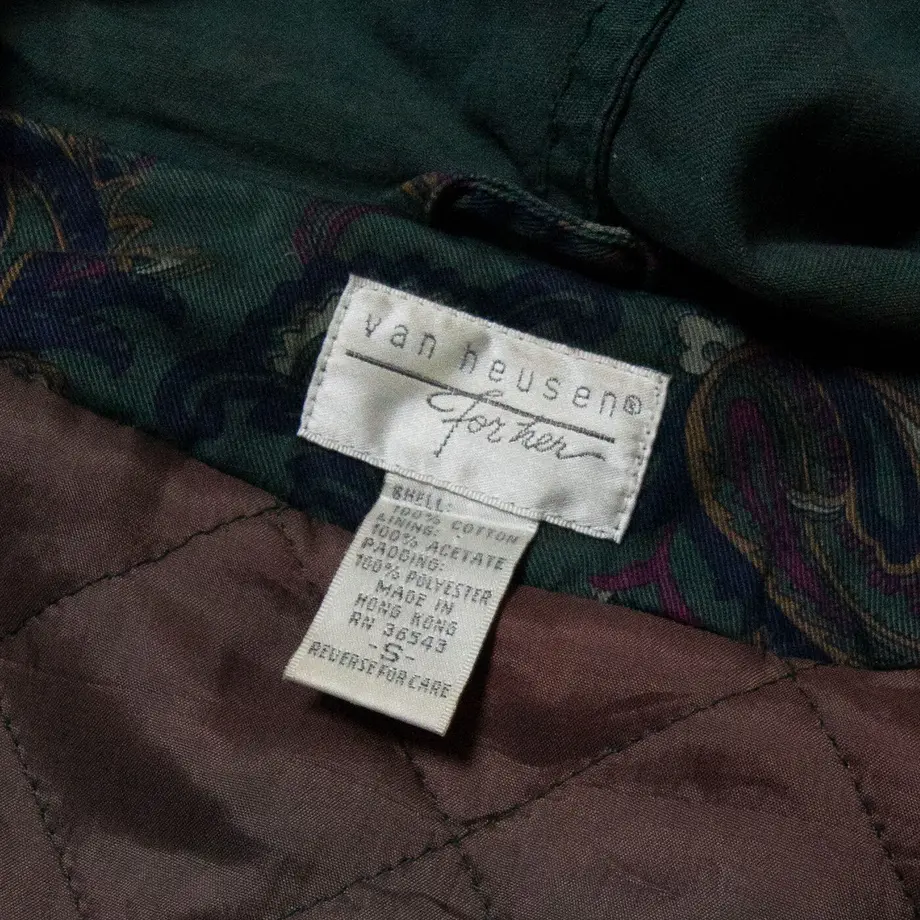 van heusen®
for her
SHELL:
100% COTTON
LINING:
100% ACETATE
PADDING:
100% POLYESTER
MADE IN
HONG KONG
RN 36543
-S-
REVERSE FOR CARE